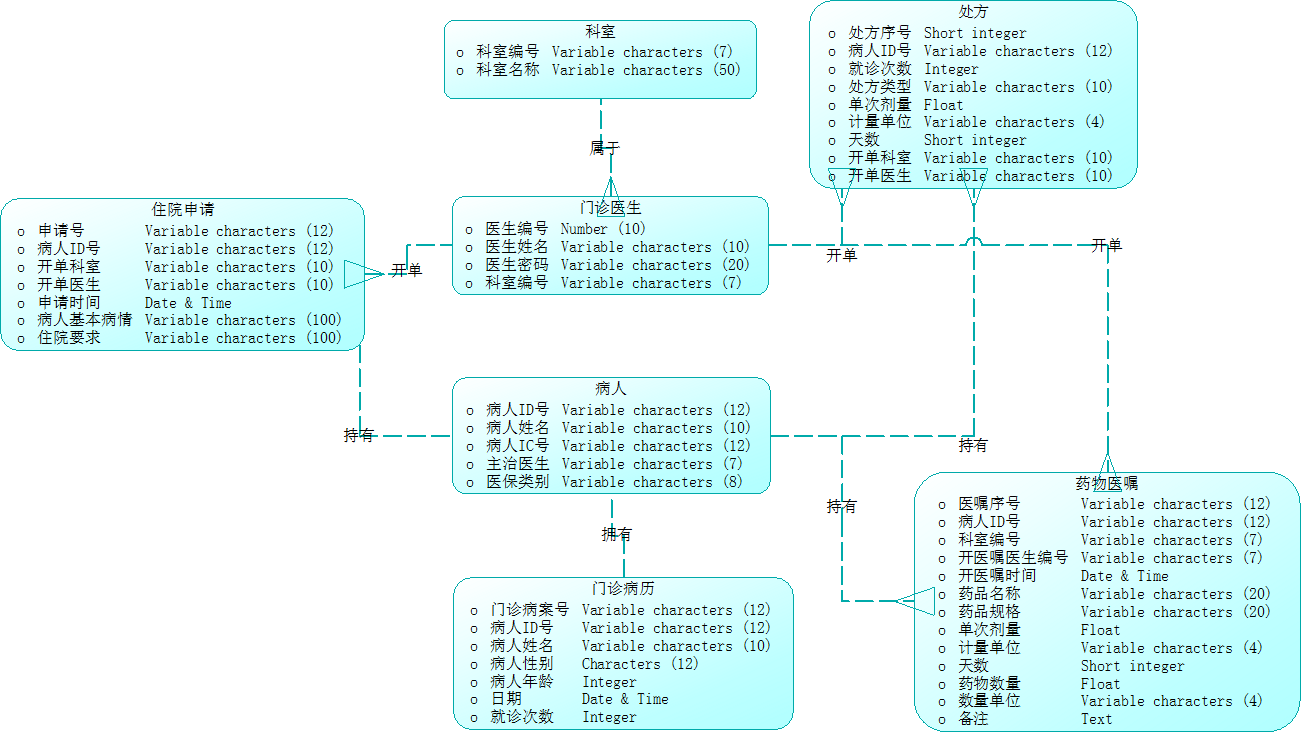 科室
o 科室编号 Variable characters (7)
o 科室名称 Variable characters (50)
处方
o 处方序号 Short integer
o 病人ID号 Variable characters (12)
o 就诊次数 Integer
o 处方类型 Variable characters (10)
o 单次剂量 Float
o 计量单位 Variable characters (4)
o 天数 Short integer
o 开单科室 Variable characters (10)
o 开单医生 Variable characters (10)
属于
住院申请
o 申请号 Variable characters (12)
o 病人ID号 Variable characters (12)
o 开单科室 Variable characters (10)
o 开单医生 Variable characters (10)
o 申请时间 Date & Time
o 病人基本病情 Variable characters (100)
o 住院要求 Variable characters (100)
开单
门诊医生
o 医生编号 Number (10)
o 医生姓名 Variable characters (10)
o 医生密码 Variable characters (20)
o 科室编号 Variable characters (7)
开单
开单
病人
o 病人ID号 Variable characters (12)
o 病人姓名 Variable characters (10)
o 病人IC号 Variable characters (12)
o 主治医生 Variable characters (7)
o 医保类别 Variable characters (8)
持有
持有
持有
拥有
门诊病历
o 门诊病案号 Variable characters (12)
o 病人ID号 Variable characters (12)
o 病人姓名 Variable characters (10)
o 病人性别 Characters (12)
o 病人年龄 Integer
o 日期 Date & Time
o 就诊次数 Integer
药物医嘱
o 医嘱序号 Variable characters (12)
o 病人ID号 Variable characters (12)
o 科室编号 Variable characters (7)
o 开医嘱医生编号 Variable characters (7)
o 开医嘱时间 Date & Time
o 药品名称 Variable characters (20)
o 药品规格 Variable characters (20)
o 单次剂量 Float
o 计量单位 Variable characters (4)
o 天数 Short integer
o 药物数量 Float
o 数量单位 Variable characters (4)
o 备注 Text